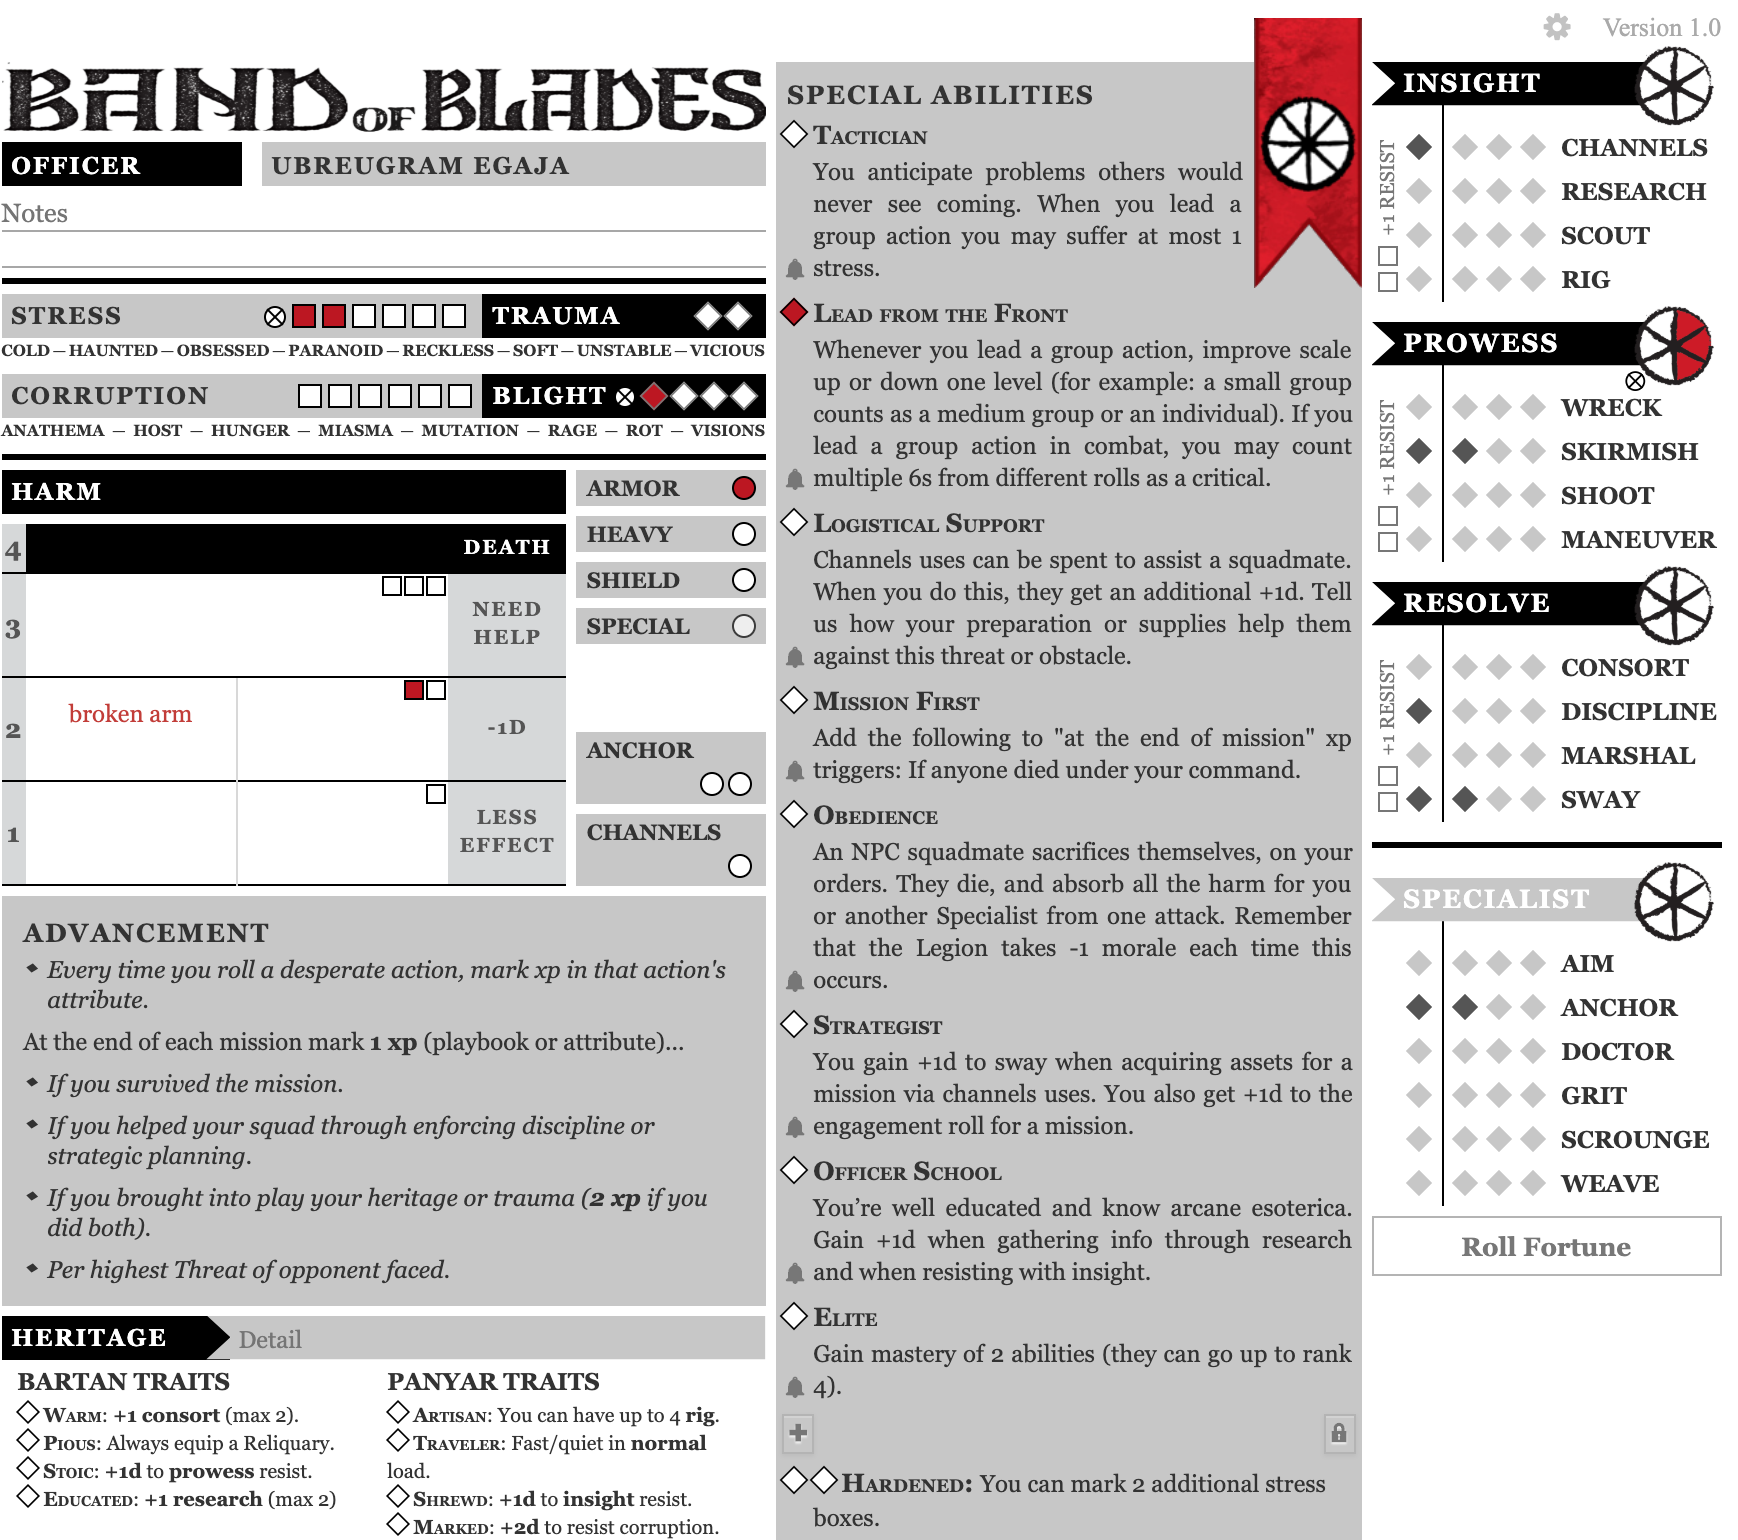 Version 1.0
BAND OF BLADES
OFFICER
UBREUGRAM EGAJA
Notes
STRESS
TRAUMA
COLD – HAUNTED – OBSESSED – PARANOID – RECKLESS – SOFT – UNSTABLE – VICIOUS
CORRUPTION
BLIGHT
ANATHEMA – HOST – HUNGER – MIASMA – MUTATION – RAGE – ROT – VISIONS
HARM
4
DEATH
3
NEED
HELP
2
broken arm
-1D
1
LESS
EFFECT
ARMOR
HEAVY
SHIELD
SPECIAL
ANCHOR
CHANNELS
ADVANCEMENT
Every time you roll a desperate action, mark xp in that action's
attribute.
At the end of each mission mark 1 xp (playbook or attribute)...
If you survived the mission.
If you helped your squad through enforcing discipline or
strategic planning.
If you brought into play your heritage or trauma (2 xp if you
did both).
Per highest Threat of opponent faced.
HERITAGE
Detail
BARTAN TRAITS
Warm: +1 consort (max 2).
Pious: Always equip a Reliquary.
Stoic: +1d to prowess resist.
Educated: +1 research (max 2)
PANYAR TRAITS
Artisan: You can have up to 4 rig.
Traveler: Fast/quiet in normal
load.
Shrewd: +1d to insight resist.
Marked: +2d to resist corruption.
SPECIAL ABILITIES
Tactician
You anticipate problems others would
never see coming. When you lead a
group action you may suffer at most 1
stress.
Lead from the Front
Whenever you lead a group action, improve scale
up or down one level (for example: a small group
counts as a medium group or an individual). If you
lead a group action in combat, you may count
multiple 6s from different rolls as a critical.
Logistical Support
Channels uses can be spent to assist a squadmate.
When you do this, they get an additional +1d. Tell
us how your preparation or supplies help them
against this threat or obstacle.
Mission First
Add the following to "at the end of mission" xp
triggers: If anyone died under your command.
Obedience
An NPC squadmate sacrifices themselves, on your
orders. They die, and absorb all the harm for you
or another Specialist from one attack. Remember
that the Legion takes -1 morale each time this
occurs.
Strategist
You gain +1d to sway when acquiring assets for a
mission via channels uses. You also get +1d to the
engagement roll for a mission.
Officer School
You’re well educated and know arcane esoterica.
Gain +1d when gathering info through research
and when resisting with insight.
Elite
Gain mastery of 2 abilities (they can go up to rank
4).
Hardened: You can mark 2 additional stress
boxes.
INSIGHT
+1 RESIST
CHANNELS
RESEARCH
SCOUT
RIG
PROWESS
+1 RESIST
WRECK
SKIRMISH
SHOOT
MANEUVER
RESOLVE
+1 RESIST
CONSORT
DISCIPLINE
MARSHAL
SWAY
SPECIALIST
AIM
ANCHOR
DOCTOR
GRIT
SCROUNGE
WEAVE
Roll Fortune